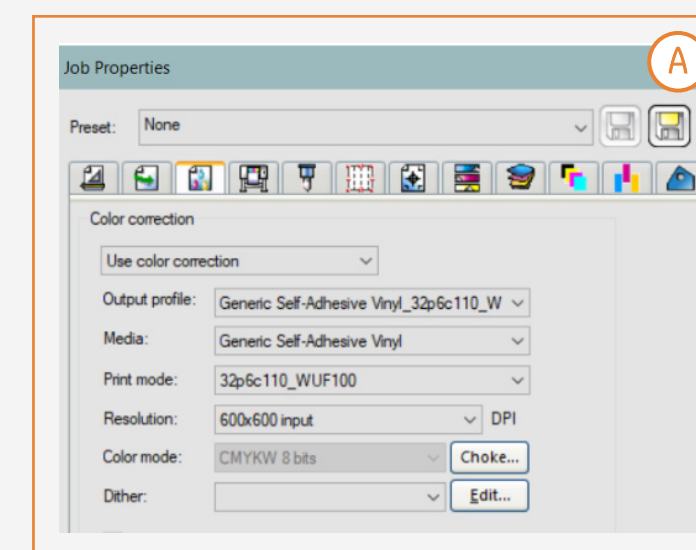 A
Job Properties
Preset: None
Color correction
Use color correction
Output profile: Generic Self-Adhesive Vinyl_32p6c110_W
Media: Generic Self-Adhesive Vinyl
Print mode: 32p6c110_WUF100
Resolution: 600x600 input DPI
Color mode: CMYKW 8 bits Choke...
Dither: Edit...